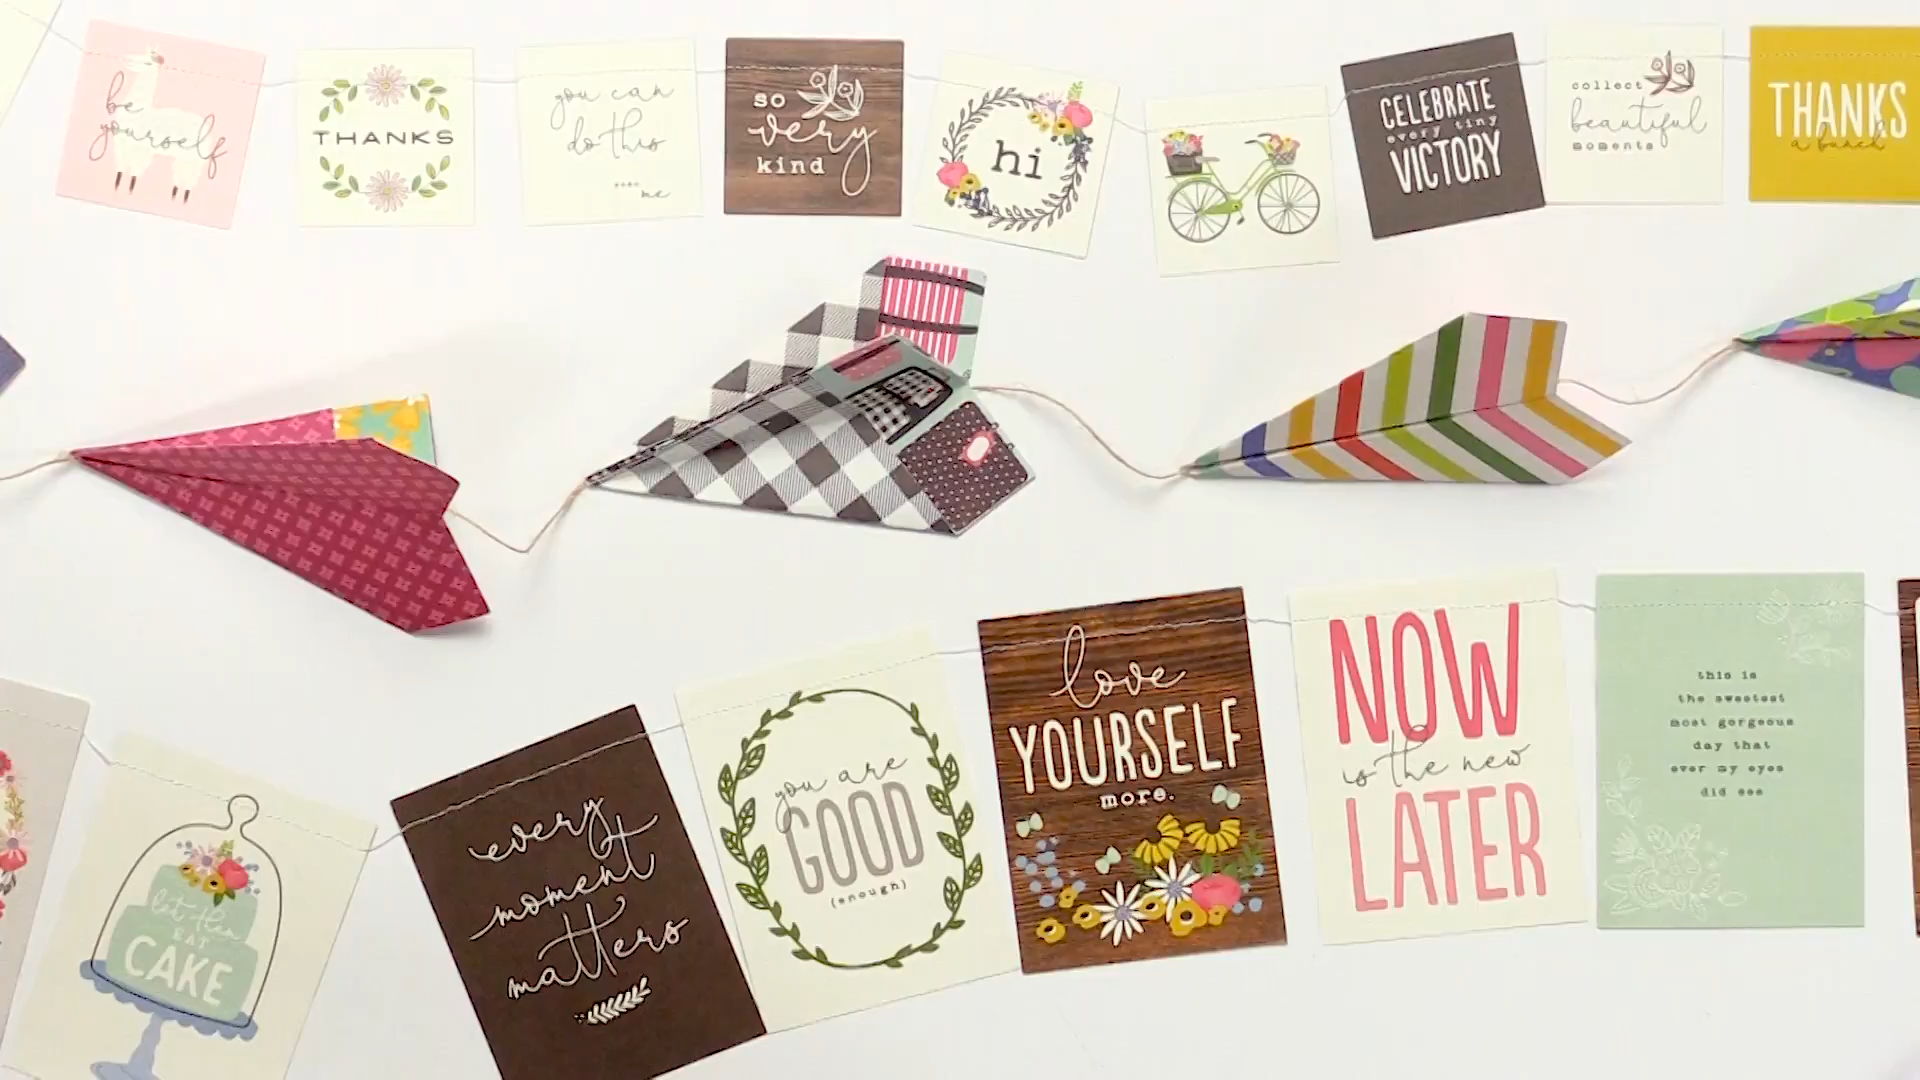 be
yourself
THANKS
you can
do this
me
so
very
kind
hi
CELEBRATE
every tiny
VICTORY
collect
beautiful
moments
THANKS
a bunch
let them
EAT
CAKE
every
moment
matters
you are
GOOD
(enough)
love
YOURSELF
more.
NOW
is the new
LATER
this is
the sweetest
most gorgeous
day that
ever my eyes
did see